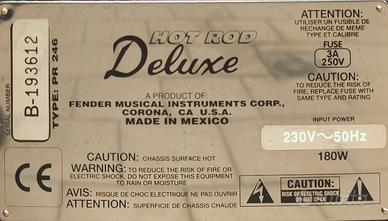 SERIAL NUMBER
B-193612
TYPE: PR 246
HOT ROD
Deluxe
A PRODUCT OF:
FENDER MUSICAL INSTRUMENTS CORP.,
CORONA, CA U.S.A.
MADE IN MEXICO
ATTENTION:
UTILISER UN FUSIBLE DE
RECHANGE DE MEME
TYPE ET CALIBRE
FUSE
3A
250V
CAUTION:
TO REDUCE THE RISK OF
FIRE, REPLACE FUSE WITH
SAME TYPE AND RATING
INPUT POWER
230V~50Hz
180W
CE
CAUTION: CHASSIS SURFACE HOT
WARNING: TO REDUCE THE RISK OF FIRE OR
ELECTRIC SHOCK, DO NOT EXPOSE THIS EQUIPMENT
TO RAIN OR MOISTURE
AVIS: RISQUE DE CHOC ELECTRIQUE NE PAS OUVRIR
ATTENTION: SUPERFICIE DE CHASSIS CHAUDE
CAUTION:
RISK OF ELECTRIC SHOCK
DO NOT OPEN